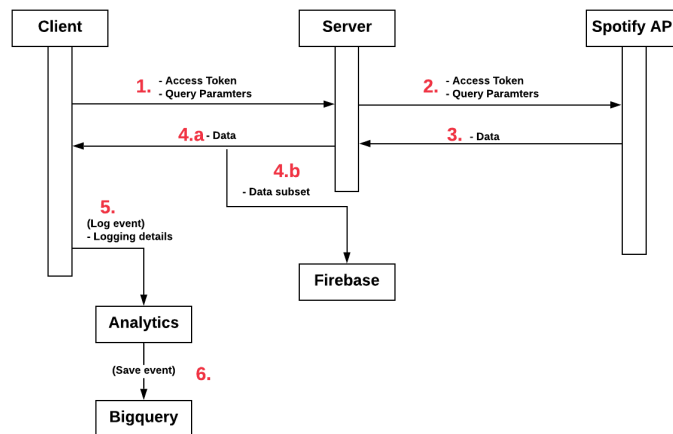 Client
Server
Spotify API
1.
- Access Token
- Query Paramters
2.
- Access Token
- Query Paramters
4.a - Data
3. - Data
4.b
- Data subset
5.
(Log event)
- Logging details
Firebase
Analytics
(Save event)
6.
Bigquery